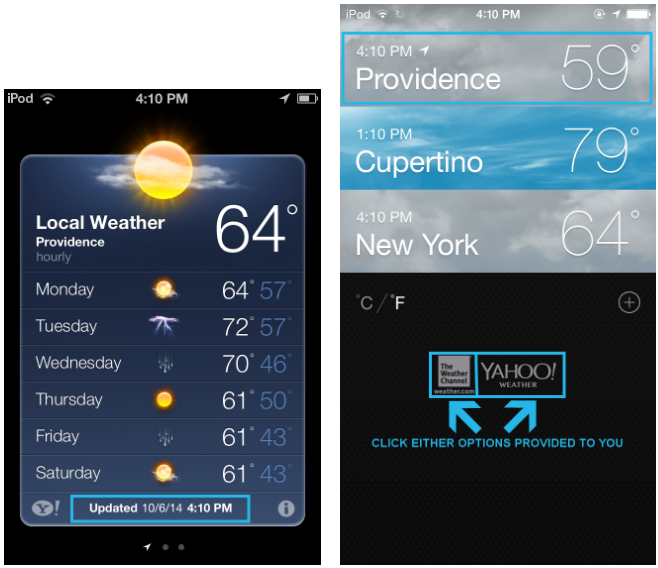 iPod 4:10 PM
Local Weather
Providence
hourly
64°
Monday 64° 57°
Tuesday 72° 57°
Wednesday 70° 46°
Thursday 61° 50°
Friday 61° 43°
Saturday 61° 43°
Y! Updated 10/6/14 4:10 PM i
iPod 4:10 PM
4:10 PM
Providence 59°
1:10 PM
Cupertino 79°
4:10 PM
New York 64°
°C / °F
The
Weather
Channel
weather.com
YAHOO!
WEATHER
CLICK EITHER OPTIONS PROVIDED TO YOU